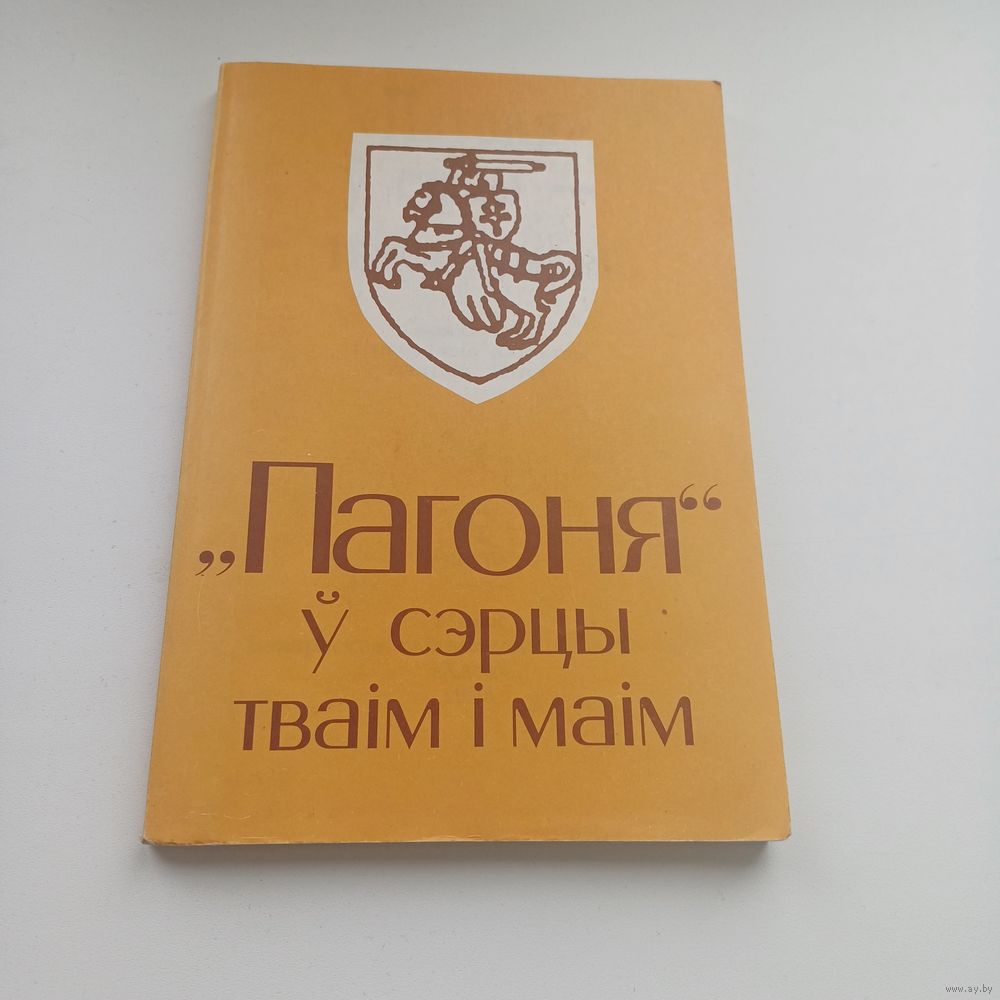 „Пагоня“
ў сэрцы
тваім і маім
www.ay.by